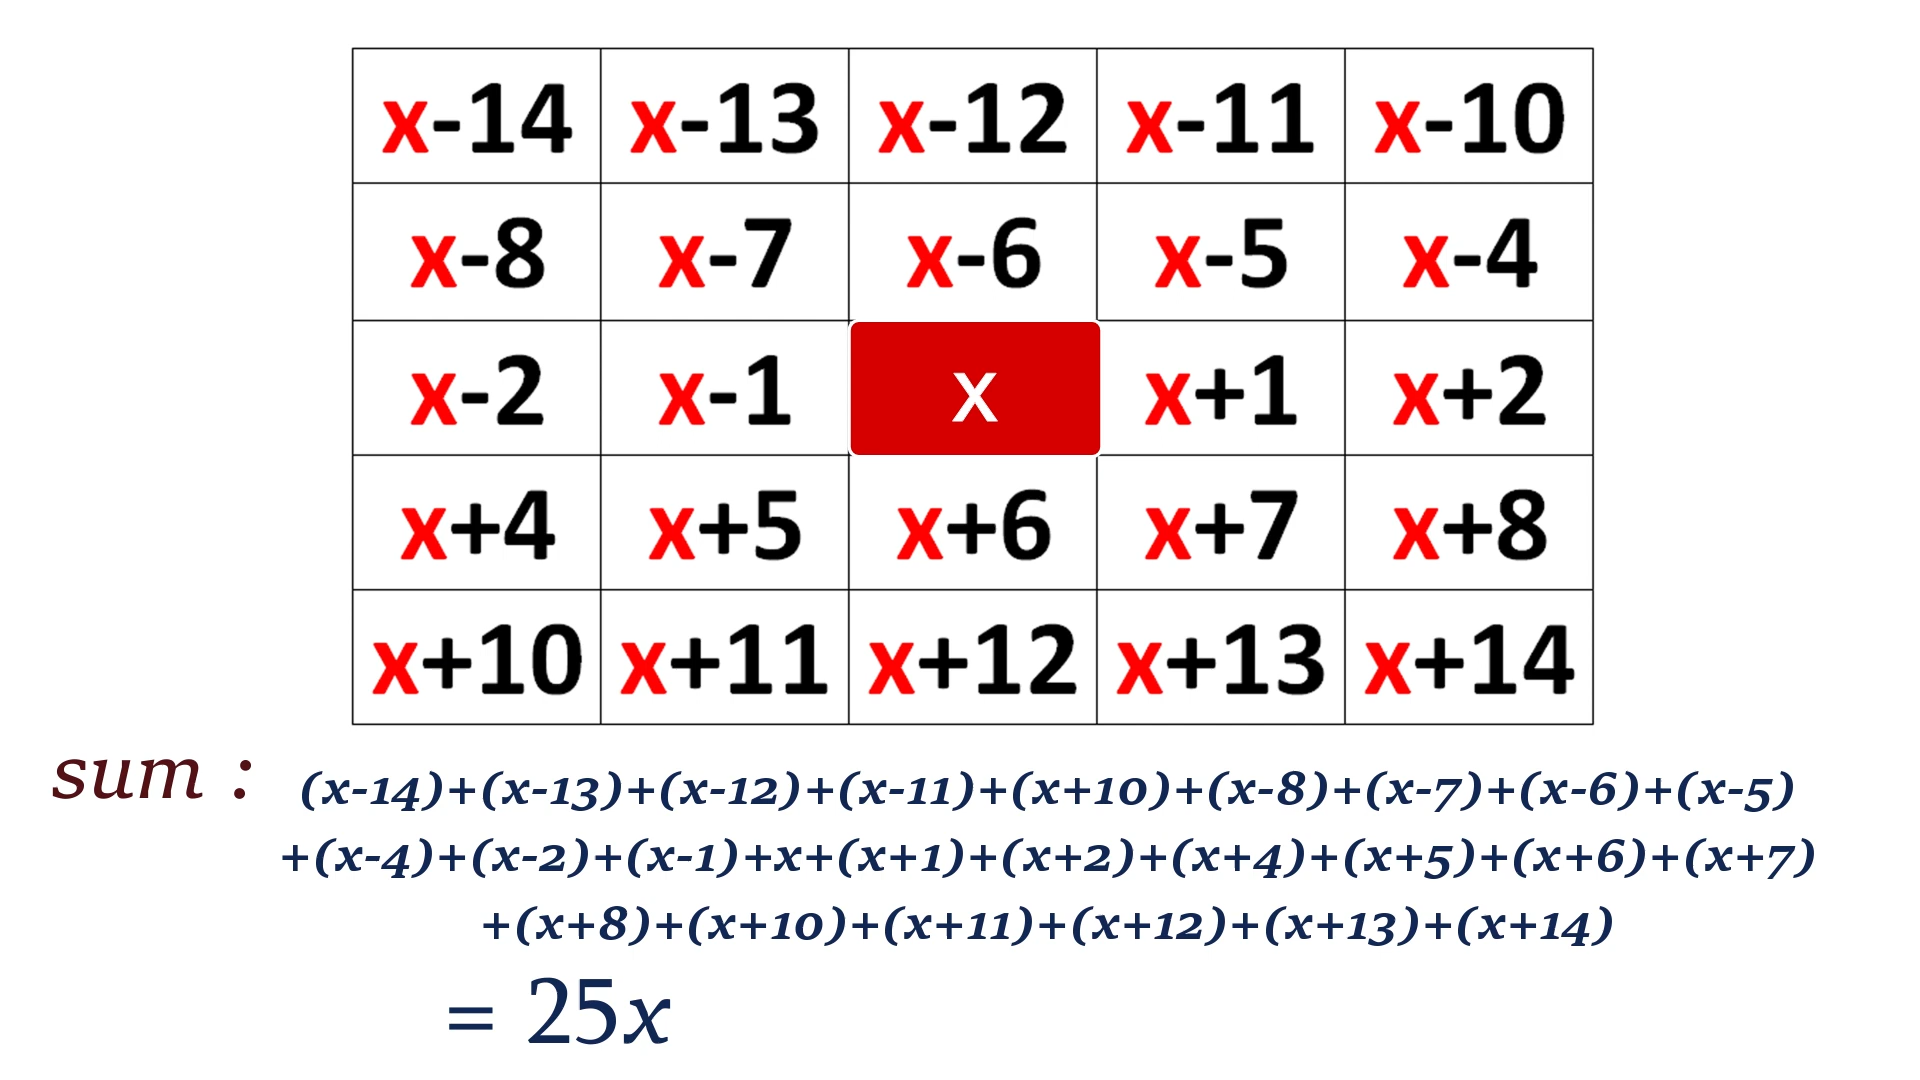 x-14 x-13 x-12 x-11 x-10
x-8 x-7 x-6 x-5 x-4
x-2 x-1 x x+1 x+2
x+4 x+5 x+6 x+7 x+8
x+10 x+11 x+12 x+13 x+14
sum : (x-14)+(x-13)+(x-12)+(x-11)+(x+10)+(x-8)+(x-7)+(x-6)+(x-5)
+(x-4)+(x-2)+(x-1)+x+(x+1)+(x+2)+(x+4)+(x+5)+(x+6)+(x+7)
+(x+8)+(x+10)+(x+11)+(x+12)+(x+13)+(x+14)
= 25x